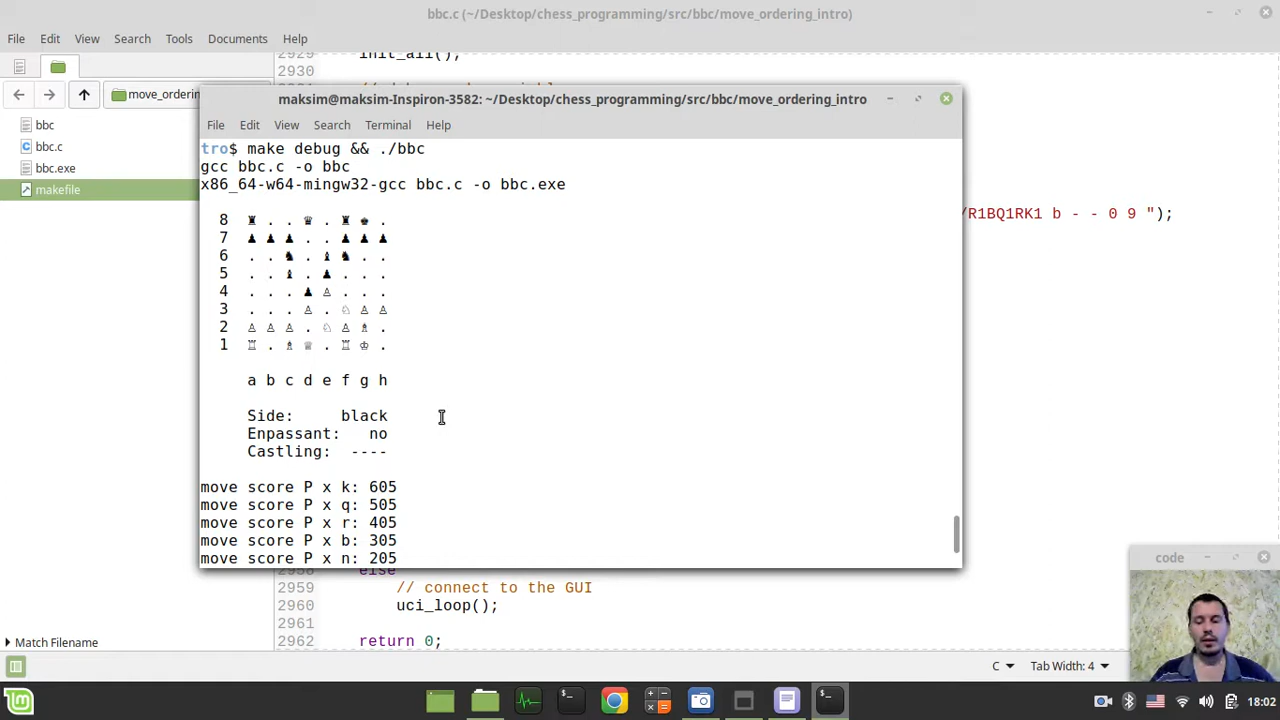 bbc.c (~/Desktop/chess_programming/src/bbc/move_ordering_intro)
File Edit View Search Tools Documents Help
2929 init_all();
2930
move_orderin
bbc
bbc.c
bbc.exe
makefile
/R1BQ1RK1 b - - 0 9 ");
maksim@maksim-Inspiron-3582: ~/Desktop/chess_programming/src/bbc/move_ordering_intro
File Edit View Search Terminal Help
tro$ make debug && ./bbc
gcc bbc.c -o bbc
x86_64-w64-mingw32-gcc bbc.c -o bbc.exe
8 ♜ . . ♛ . ♜ ♚ .
7 ♟ ♟ ♟ . . ♟ ♟ ♟
6 . . ♞ . ♝ ♞ . .
5 . . ♝ . ♟ . . .
4 . . . ♟ ♙ . . .
3 . . . ♙ . ♘ ♙ ♙
2 ♙ ♙ ♙ . ♘ ♙ ♗ .
1 ♖ . ♗ ♕ . ♖ ♔ .
a b c d e f g h
Side: black
Enpassant: no
Castling: ----
move score P x k: 605
move score P x q: 505
move score P x r: 405
move score P x b: 305
move score P x n: 205
else
2959 // connect to the GUI
2960 uci_loop();
2961
2962 return 0;
Match Filename
C Tab Width: 4
code
18:02